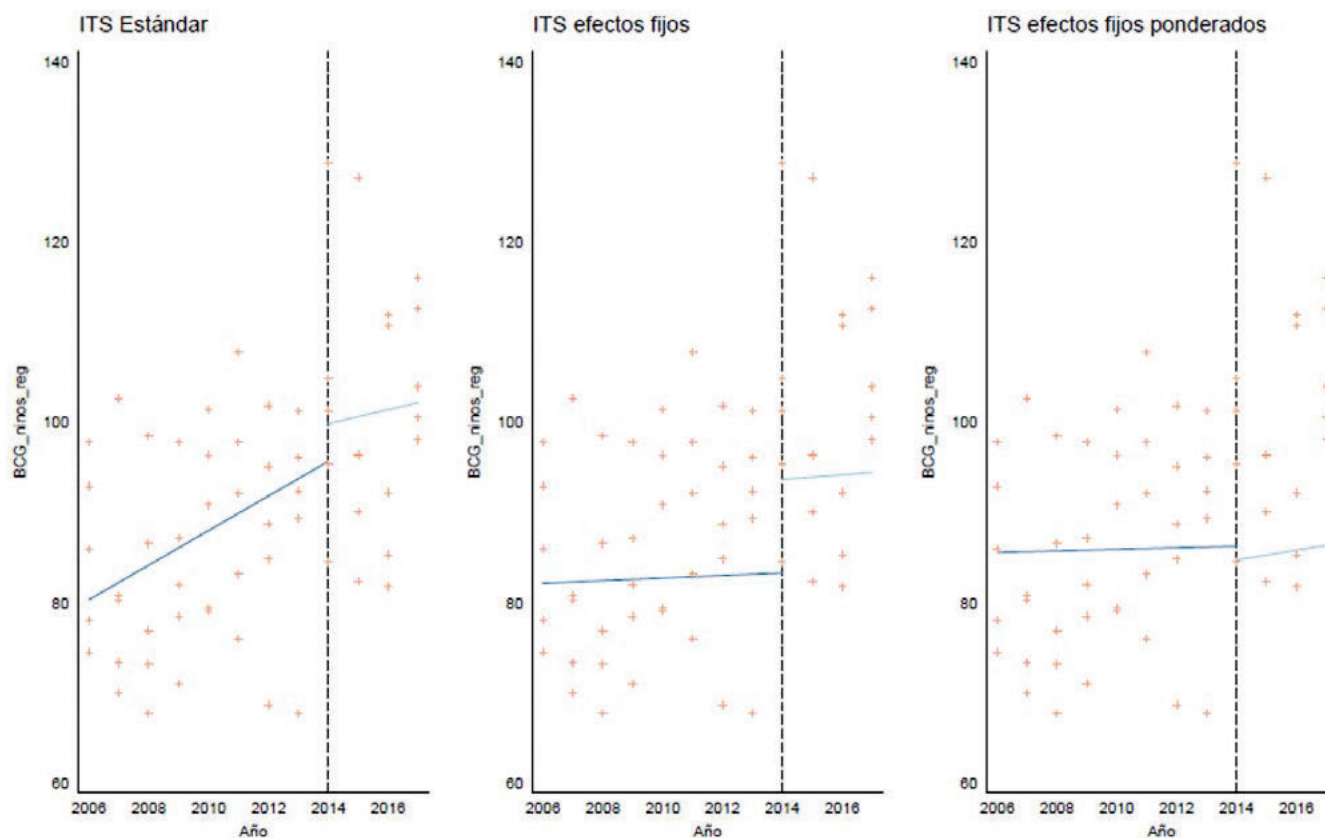 ITS Estándar
140
120
100
80
60
BCG_ninos_reg
2006 2008 2010 2012 2014 2016
Año
ITS efectos fijos
140
120
100
80
60
BCG_ninos_reg
2006 2008 2010 2012 2014 2016
Año
ITS efectos fijos ponderados
140
120
100
80
60
BCG_ninos_reg
2006 2008 2010 2012 2014 2016
Año